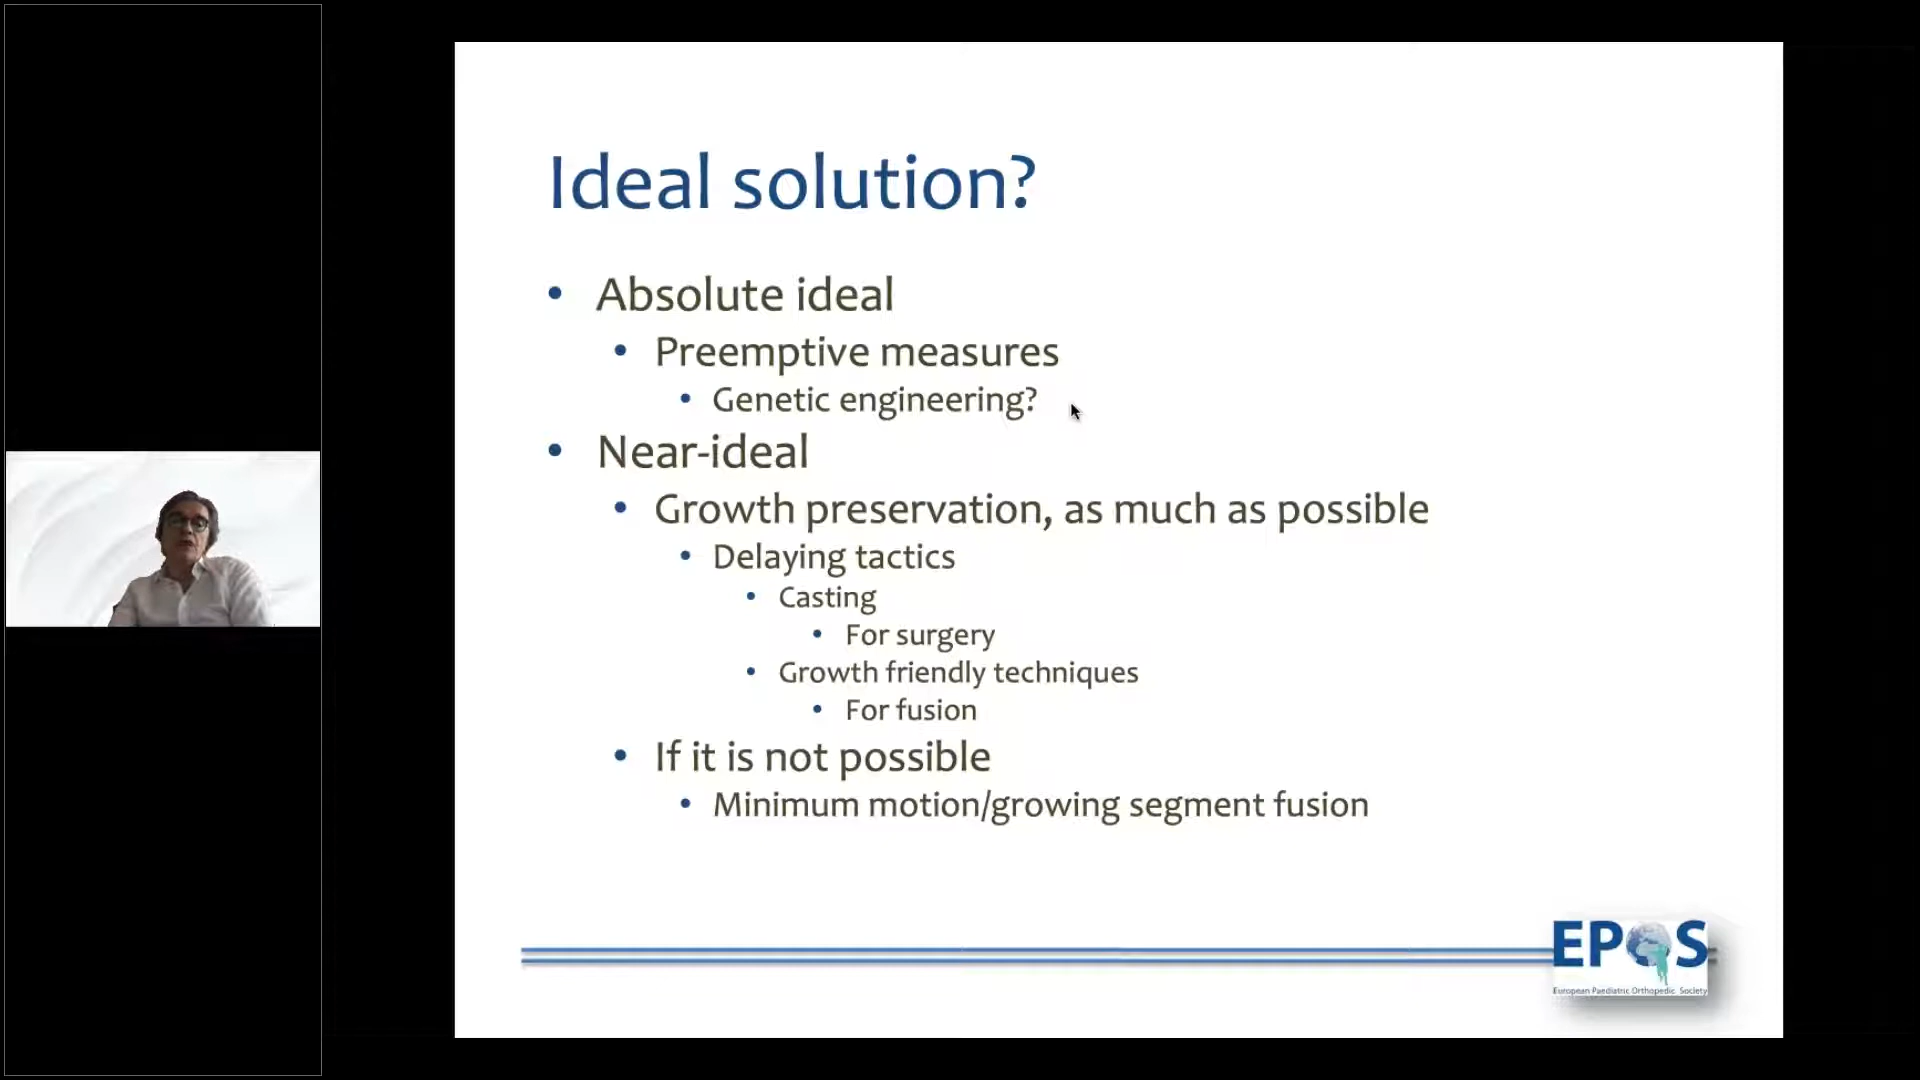 Ideal solution?
• Absolute ideal
• Preemptive measures
• Genetic engineering?
• Near-ideal
• Growth preservation, as much as possible
• Delaying tactics
• Casting
• For surgery
• Growth friendly techniques
• For fusion
• If it is not possible
• Minimum motion/growing segment fusion
EPOS
European Paediatric Orthopedic Society